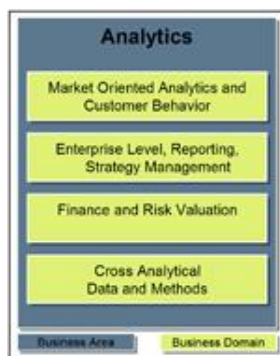 Analytics
Market Oriented Analytics and
Customer Behavior
Enterprise Level, Reporting,
Strategy Management
Finance and Risk Valuation
Cross Analytical
Data and Methods
Business Area
Business Domain